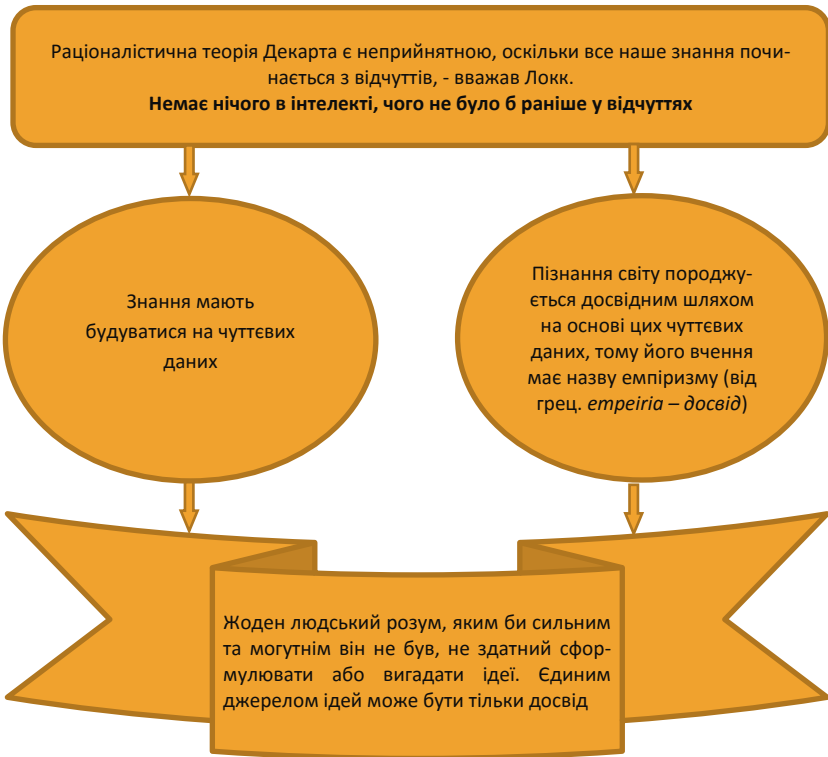 Раціоналістична теорія Декарта є неприйнятною, оскільки все наше знання почи-
нається з відчуттів, - вважав Локк.
Немає нічого в інтелекті, чого не було б раніше у відчуттях
Знання мають
будуватися на чуттєвих
даних
Пізнання світу породжу-
ється досвідним шляхом
на основі цих чуттєвих
даних, тому його вчення
має назву емпіризму (від
грец. empeiria – досвід)
Жоден людський розум, яким би сильним
та могутнім він не був, не здатний сфор-
мулювати або вигадати ідеї. Єдиним
джерелом ідей може бути тільки досвід